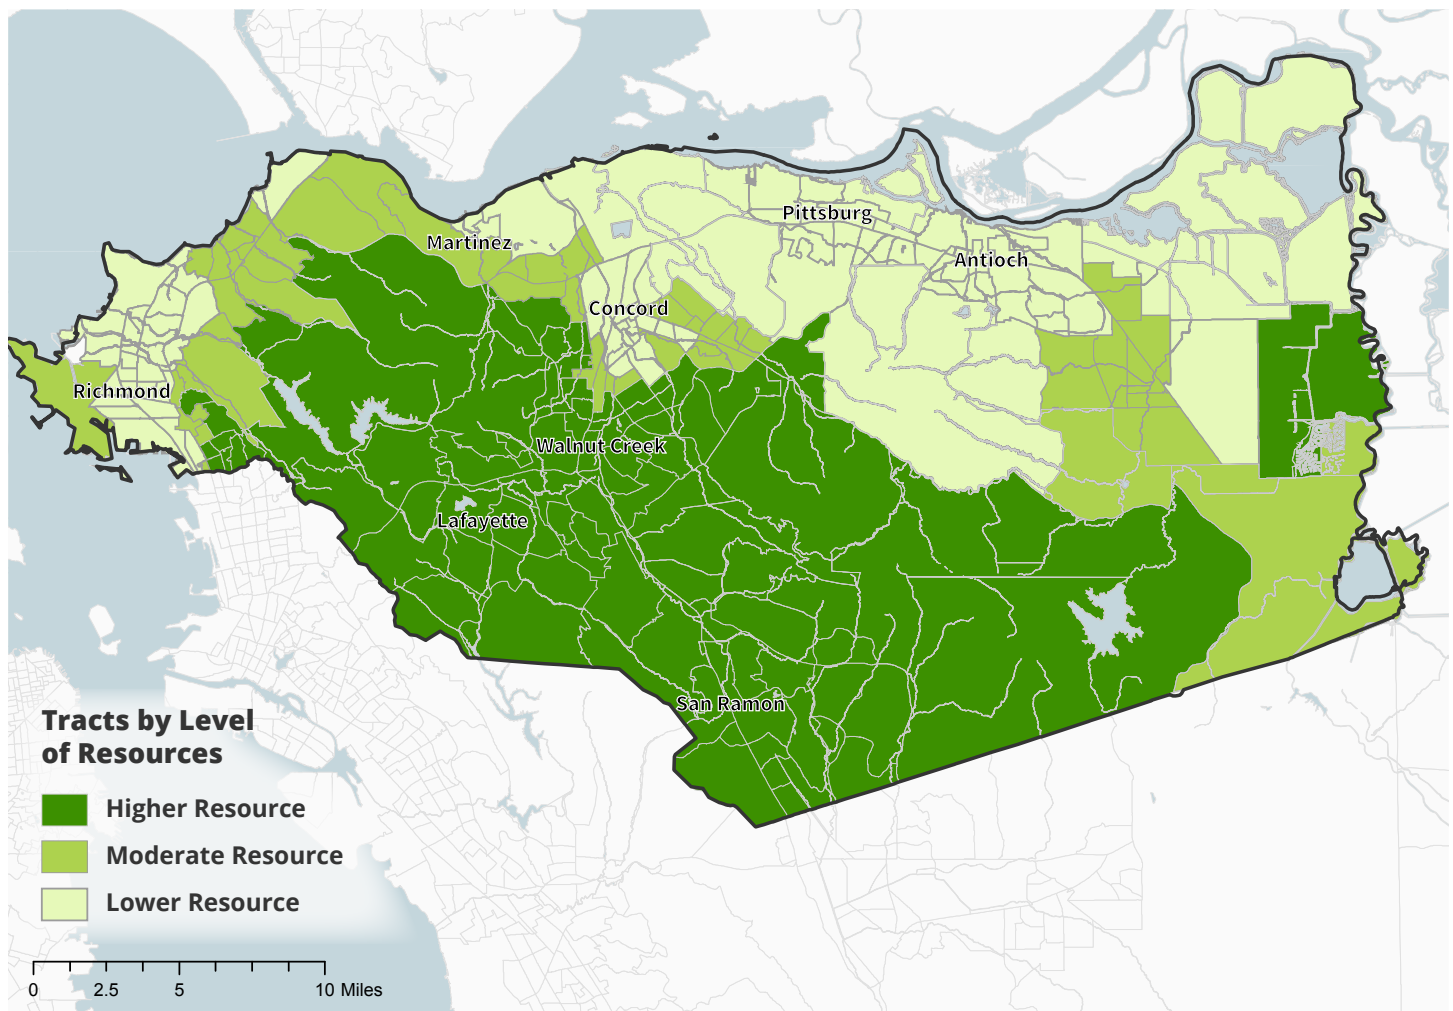 Pittsburg
Martinez
Antioch
Concord
Richmond
Walnut Creek
Lafayette
San Ramon
Tracts by Level
of Resources
Higher Resource
Moderate Resource
Lower Resource
0 2.5 5 10 Miles